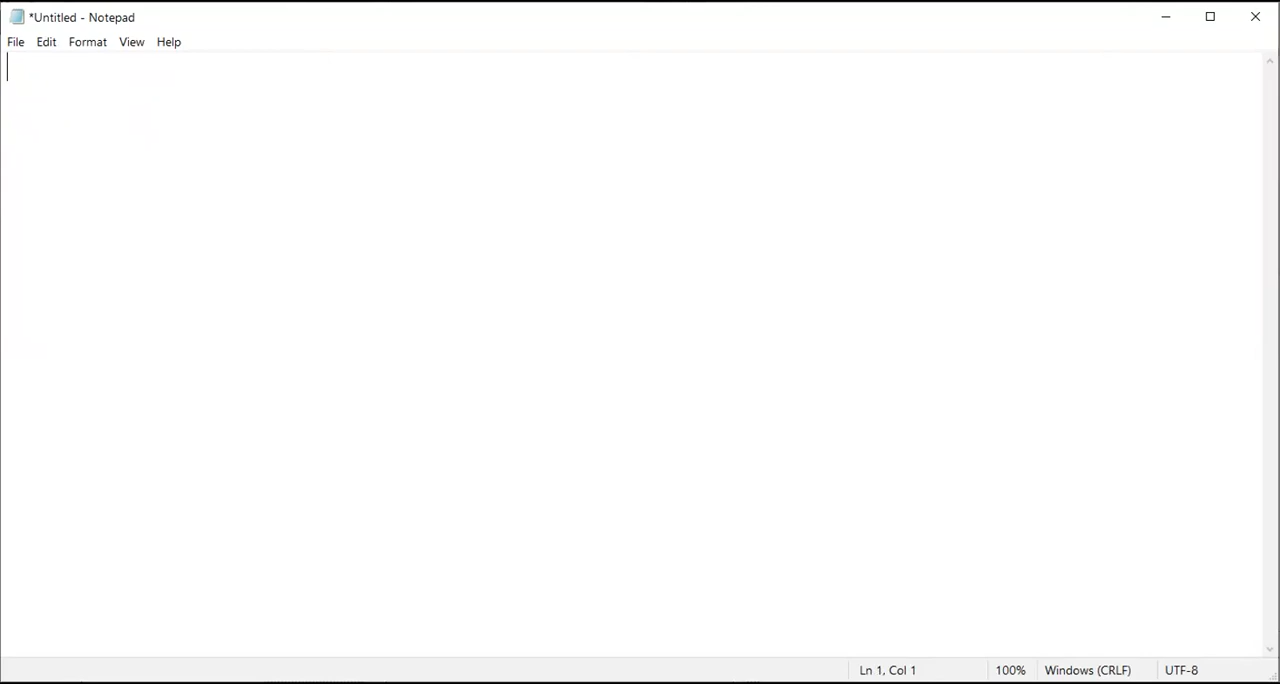 *Untitled - Notepad
File Edit Format View Help
Ln 1, Col 1 100% Windows (CRLF) UTF-8